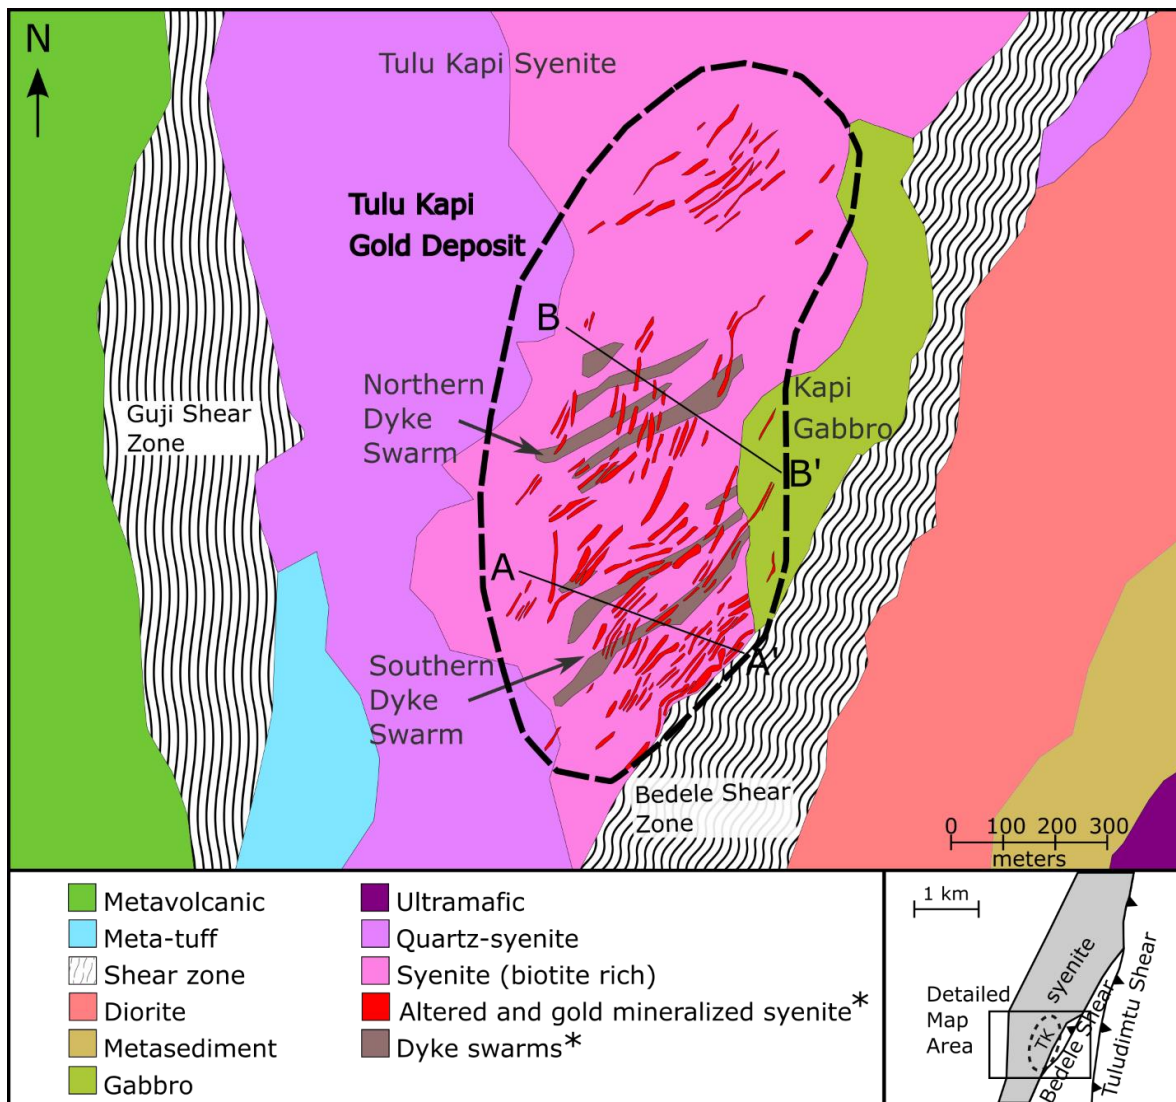 N
Tulu Kapi Syenite
Tulu Kapi
Gold Deposit
B
Northern
Dyke
Swarm
Kapi
Gabbro
Guji Shear
Zone
B'
A
A'
Southern
Dyke
Swarm
Bedele Shear
Zone
0 100 200 300
meters
Metavolcanic
Meta-tuff
Shear zone
Diorite
Metasediment
Gabbro
Ultramafic
Quartz-syenite
Syenite (biotite rich)
Altered and gold mineralized syenite*
Dyke swarms*
1 km
syenite
Detailed
Map
Area
TK
Bedele Shear
Tuludimtu Shear